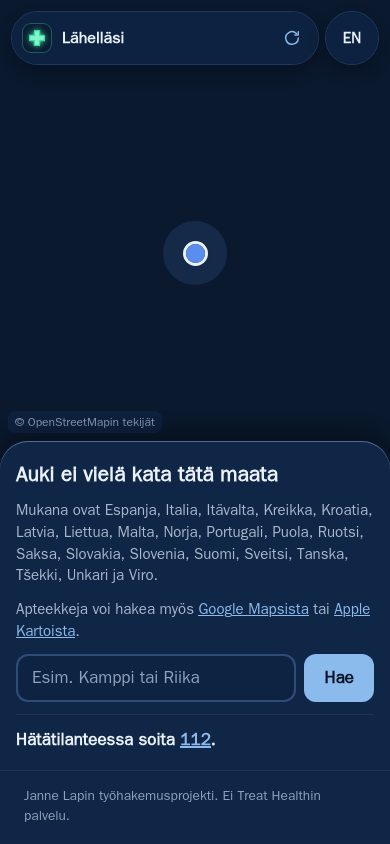 Lähelläsi
EN
© OpenStreetMapin tekijät
Auki ei vielä kata tätä maata
Mukana ovat Espanja, Italia, Itävalta, Kreikka, Kroatia,
Latvia, Liettua, Malta, Norja, Portugali, Puola, Ruotsi,
Saksa, Slovakia, Slovenia, Suomi, Sveitsi, Tanska,
Tšekki, Unkari ja Viro.
Apteekkeja voi hakea myös Google Mapsista tai Apple
Kartoista.
Esim. Kamppi tai Riika
Hae
Hätätilanteessa soita 112.
Janne Lapin työhakemusprojekti. Ei Treat Healthin
palvelu.